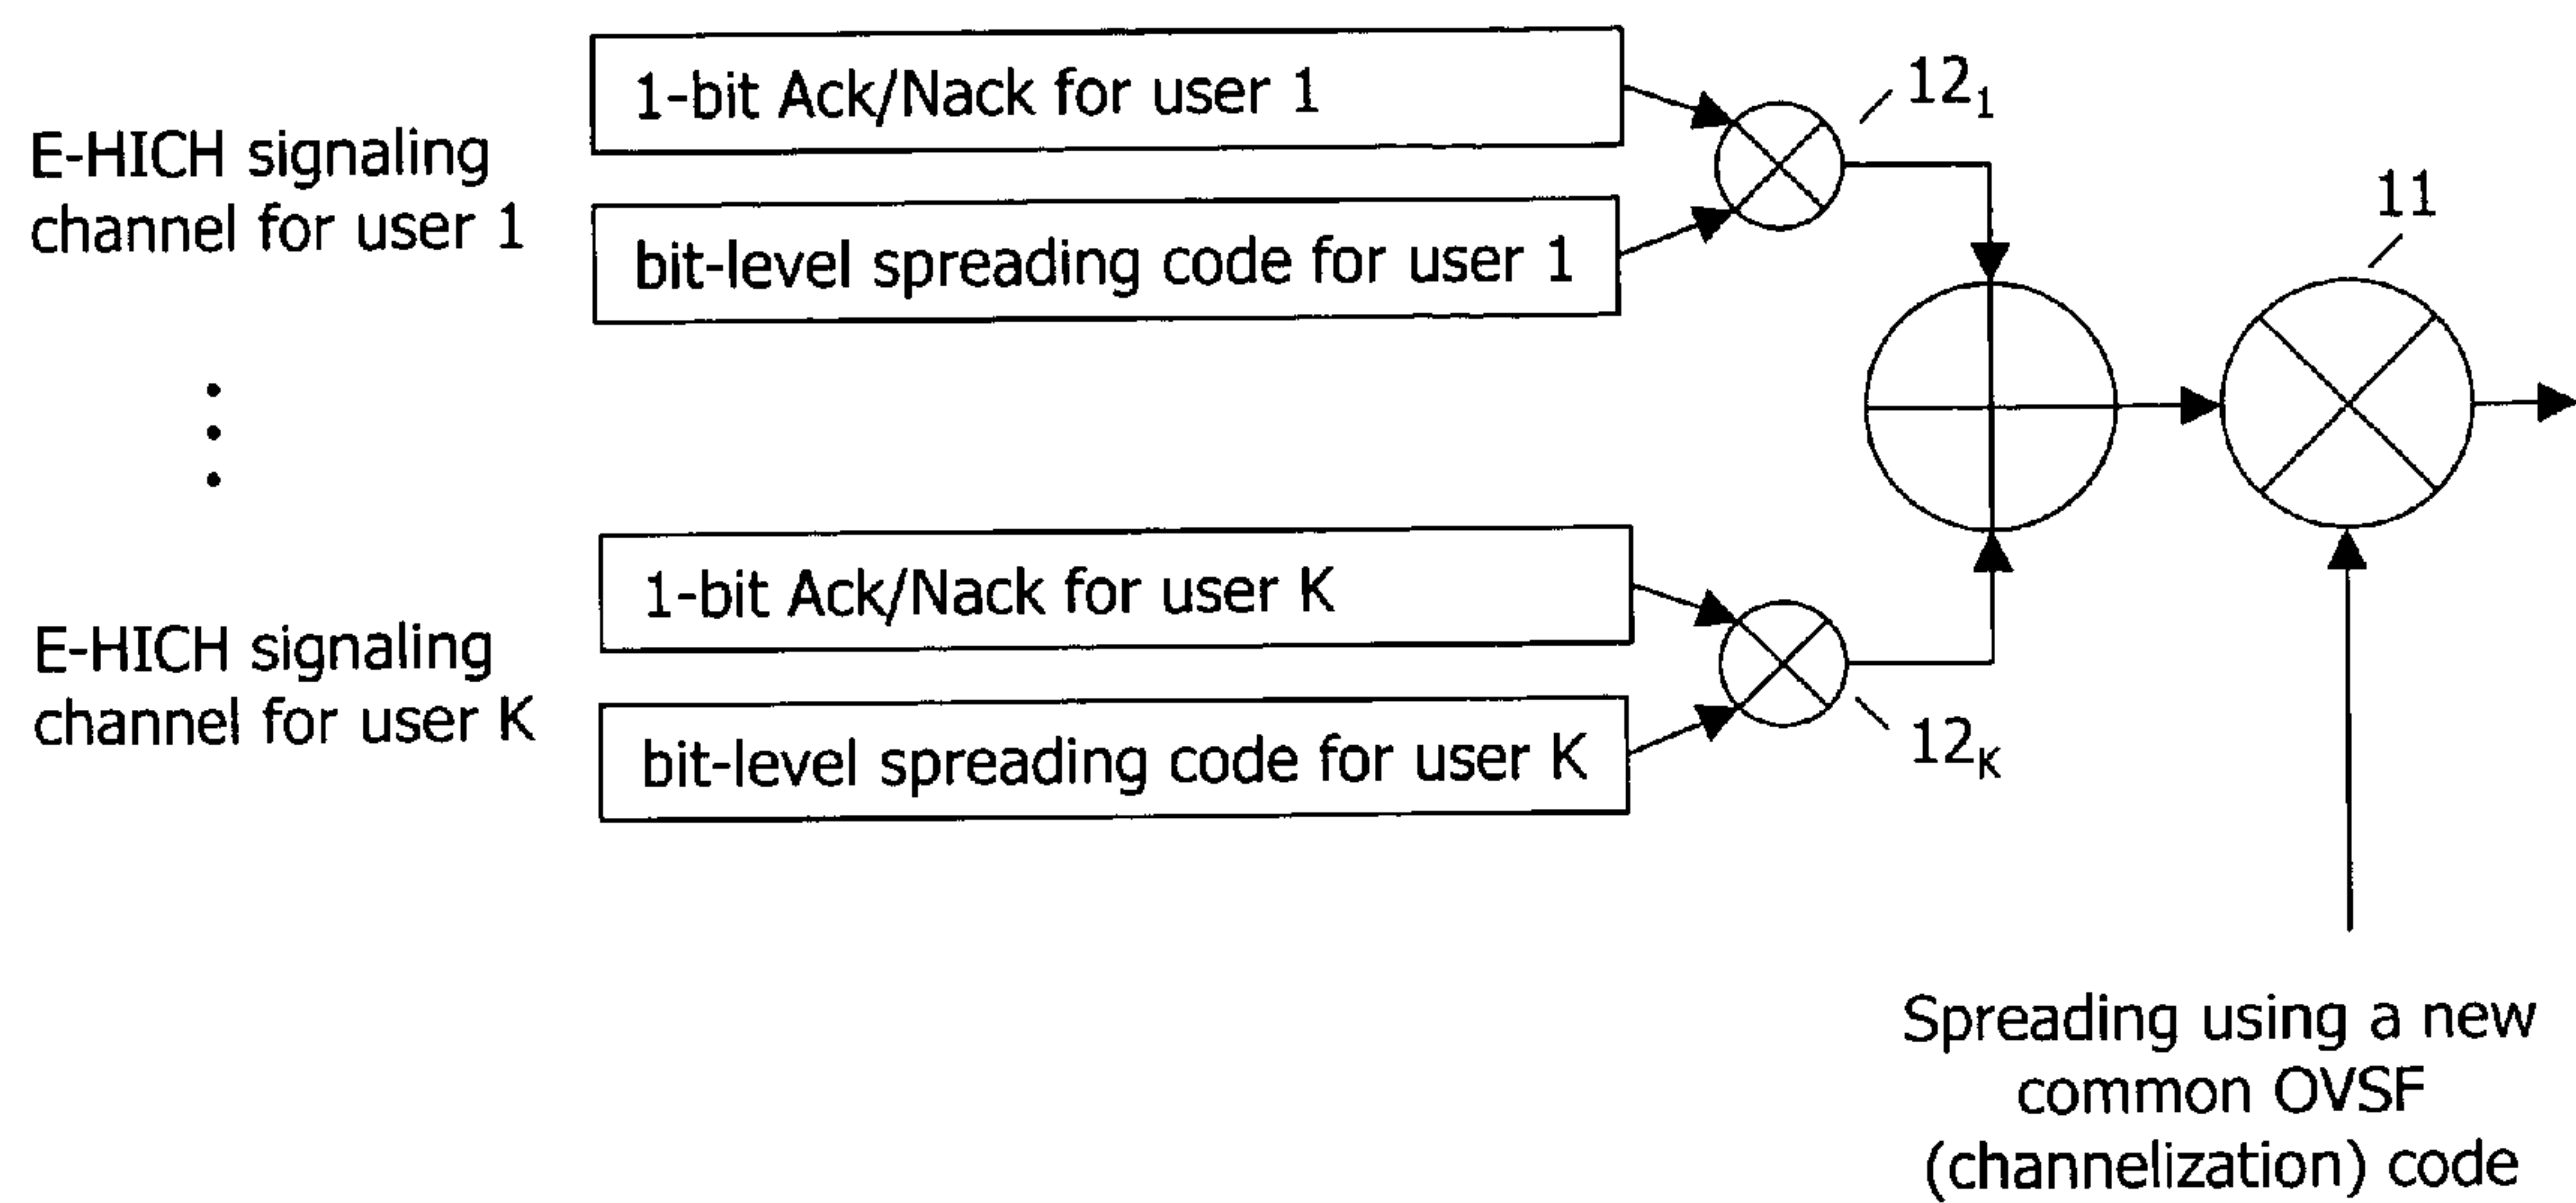 E-HICH signaling
channel for user 1
1-bit Ack/Nack for user 1
bit-level spreading code for user 1
12₁
11
E-HICH signaling
channel for user K
1-bit Ack/Nack for user K
bit-level spreading code for user K
12ₖ
Spreading using a new
common OVSF
(channelization) code